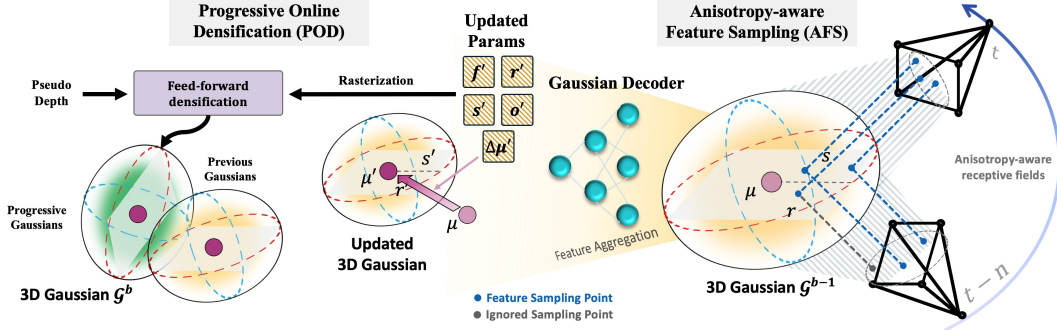 Progressive Online
Densification (POD)
Updated
Params
Anisotropy-aware
Feature Sampling (AFS)
Pseudo
Depth
Feed-forward
densification
Rasterization
f′ r′
s′ o′
Δμ′
Gaussian Decoder
t
Previous
Gaussians
Progressive
Gaussians
s′
μ′
r′
μ
Updated
3D Gaussian
Feature Aggregation
s
μ
r
Anisotropy-aware
receptive fields
t − n
3D Gaussian 𝒢ᵇ
3D Gaussian 𝒢ᵇ⁻¹
Feature Sampling Point
Ignored Sampling Point